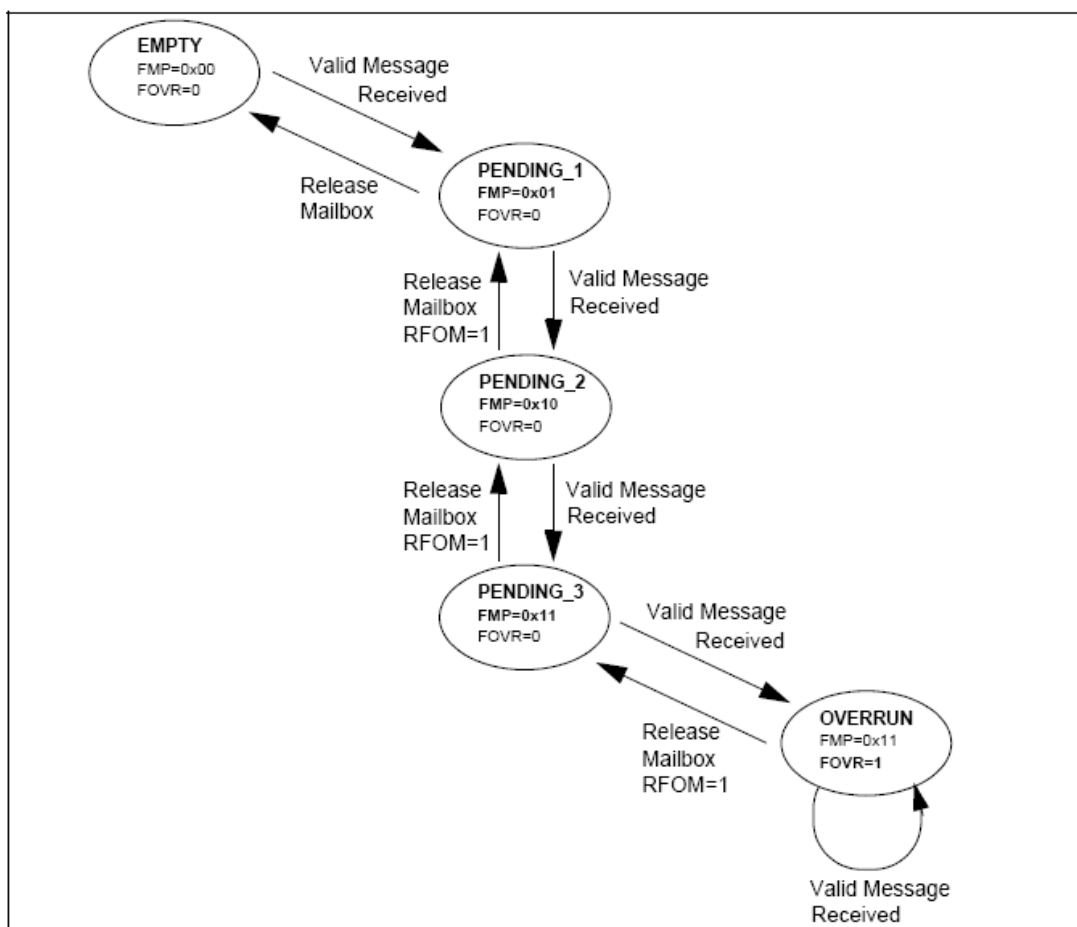 EMPTY
FMP=0x00
FOVR=0
Valid Message
Received
Release
Mailbox
PENDING_1
FMP=0x01
FOVR=0
Release
Mailbox
RFOM=1
Valid Message
Received
PENDING_2
FMP=0x10
FOVR=0
Release
Mailbox
RFOM=1
Valid Message
Received
PENDING_3
FMP=0x11
FOVR=0
Valid Message
Received
Release
Mailbox
RFOM=1
OVERRUN
FMP=0x11
FOVR=1
Valid Message
Received